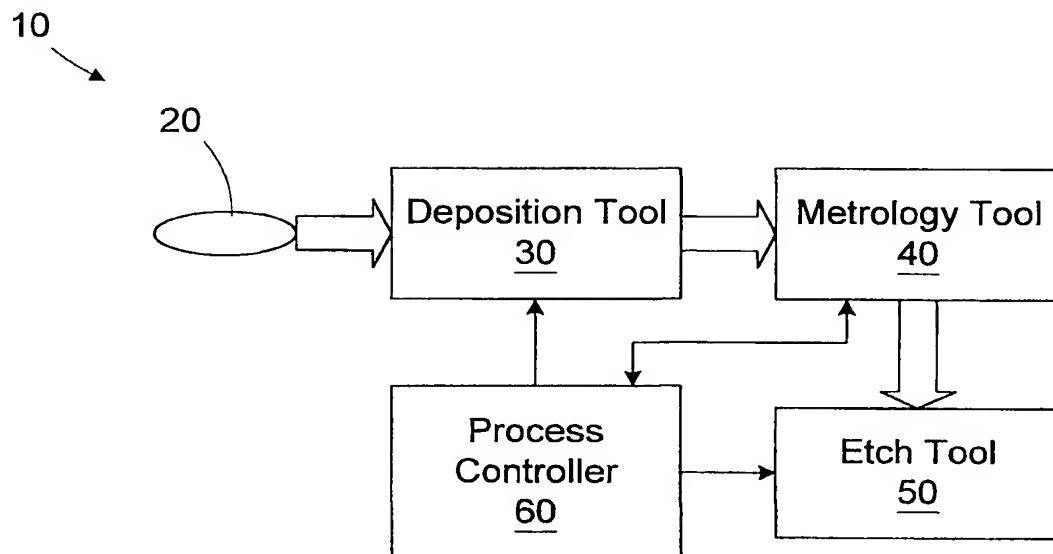 10
20
Deposition Tool
30
Metrology Tool
40
Process
Controller
60
Etch Tool
50